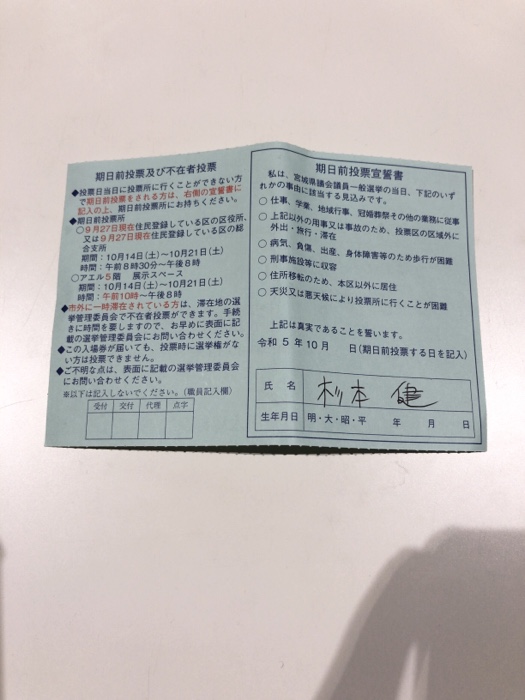 期日前投票及び不在者投票
◆投票日当日に投票所に行くことができない方
で期日前投票をされる方は、右側の宣誓書に
記入の上、期日前投票所にお持ちください。
◆期日前投票所
○9月27日現在住民登録している区の区役所、
又は9月27日現在住民登録している区の総
合支所
期間:10月14日(土)〜10月21日(土)
時間:午前8時30分〜午後8時
○アエル5階 展示スペース
期間:10月14日(土)〜10月21日(土)
時間:午前10時〜午後8時
◆市外に一時滞在されている方は、滞在地の選
挙管理委員会で不在者投票ができます。手続
きに時間を要しますので、お早めに表面に記
載の選挙管理委員会にお問い合わせください。
◆この入場券が届いても、投票時に選挙権がな
い方は投票できません。
◆ご不明な点は、表面に記載の選挙管理委員会
にお問い合わせください。
※以下は記入しないでください。(職員記入欄)
受付 交付 代理 点字
期日前投票宣誓書
私は、宮城県議会議員一般選挙の当日、下記のいず
れかの事由に該当する見込みです。
○ 仕事、学業、地域行事、冠婚葬祭その他の業務に従事
○ 上記以外の用事又は事故のため、投票区の区域外に
外出・旅行・滞在
○ 病気、負傷、出産、身体障害等のため歩行が困難
○ 刑事施設等に収容
○ 住所移転のため、本区以外に居住
○ 天災又は悪天候により投票所に行くことが困難
上記は真実であることを誓います。
令和 5 年 10 月 日(期日前投票する日を記入)
氏 名 杉本 健
生年月日 明・大・昭・平 年 月 日